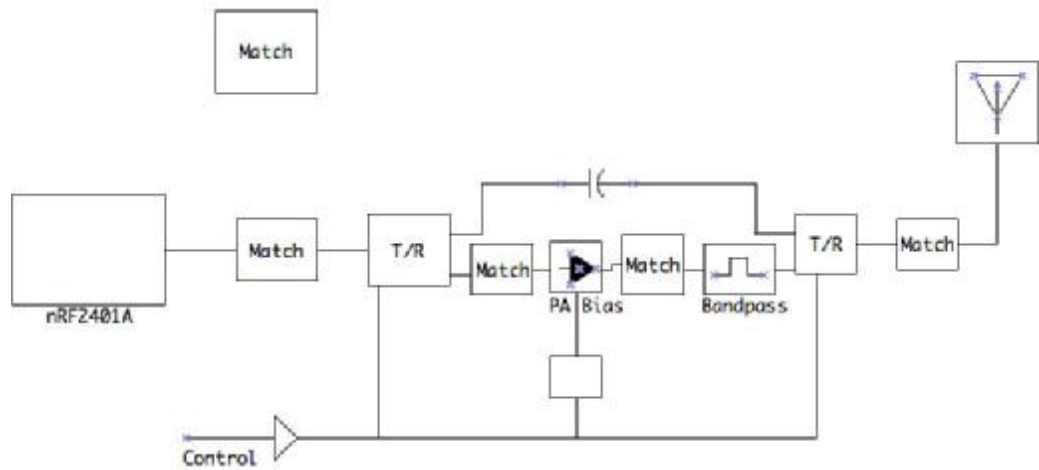 Match
Match
T/R
Match
Match
T/R
Match
nRF2401A
PA Bias
Bandpass
Control